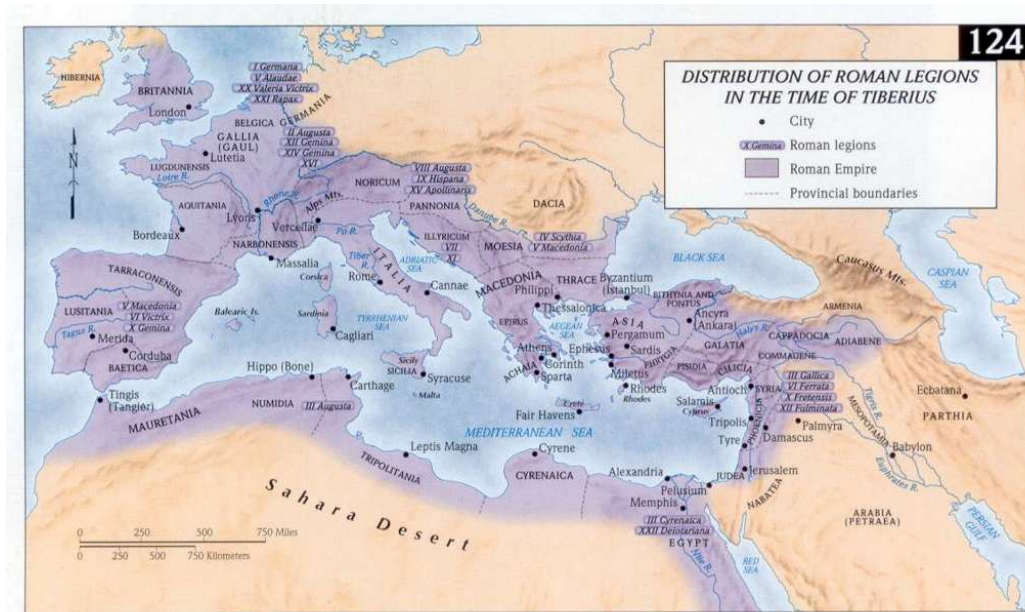 124
DISTRIBUTION OF ROMAN LEGIONS
IN THE TIME OF TIBERIUS
City
X Gemina
Roman legions
Roman Empire
Provincial boundaries
HIBERNIA
BRITANNIA
London
I Germana
V Alaudae
XX Valeria Victrix
XXI Rapax
BELGICA
GERMANIA
GALLIA
(GAUL)
Lutetia
II Augusta
XII Gemina
XIV Gemina
XVI
LUGDUNENSIS
Loire R.
AQUITANIA
Rhone R.
Lyons
Alps Mts.
NORICUM
VIII Augusta
IX Hispana
XV Apollinaris
PANNONIA
Danube R.
DACIA
Vercellae
Po R.
Bordeaux
NARBONENSIS
Massalia
ILLYRICUM
VII
XI
MOESIA
IV Scythia
V Macedonia
BLACK SEA
Caucasus Mts.
CASPIAN
SEA
TARRACONENSIS
Corsica
Tiber
R.
ITALIA
Rome
ADRIATIC
SEA
Cannae
MACEDONIA
THRACE
Philippi
Thessalonica
Byzantium
(Istanbul)
BITHYNIA AND
PONTUS
Ancyra
(Ankara)
ARMENIA
LUSITANIA
V Macedonia
VI Victrix
X Gemina
Tagus R.
Merida
Cordoba
BAETICA
Balearic Is.
Sardinia
Cagliari
TYRRHENIAN
SEA
EPIRUS
AEGEAN
SEA
ASIA
Pergamum
Sardis
Halys R.
GALATIA
CAPPADOCIA
ADIABENE
COMMAGENE
PHRYGIA
PISIDIA
CILICIA
Athens
Ephesus
Corinth
Sparta
ACHAIA
Miletus
Rhodes
Rhodes
Sicily
SICILIA
Syracuse
Malta
Tingis
(Tangier)
MAURETANIA
Hippo (Bone)
NUMIDIA
III Augusta
Carthage
Crete
Fair Havens
Salamis
Cyprus
Antioch
SYRIA
III Gallica
VI Ferrata
X Fretensis
XII Fulminata
Palmyra
Tripolis
PHOENICIA
Damascus
Tyre
Tigris R.
MESOPOTAMIA
Ecbatana
PARTHIA
Babylon
Euphrates R.
MEDITERRANEAN SEA
Leptis Magna
TRIPOLITANIA
Cyrene
CYRENAICA
Alexandria
Pelusium
Memphis
JUDEA
Jerusalem
NABATEA
III Cyrenaica
XXII Deiotariana
EGYPT
Nile R.
RED
SEA
ARABIA
(PETRAEA)
PERSIAN
GULF
Sahara Desert
0 250 500 750 Miles
0 250 500 750 Kilometers
N